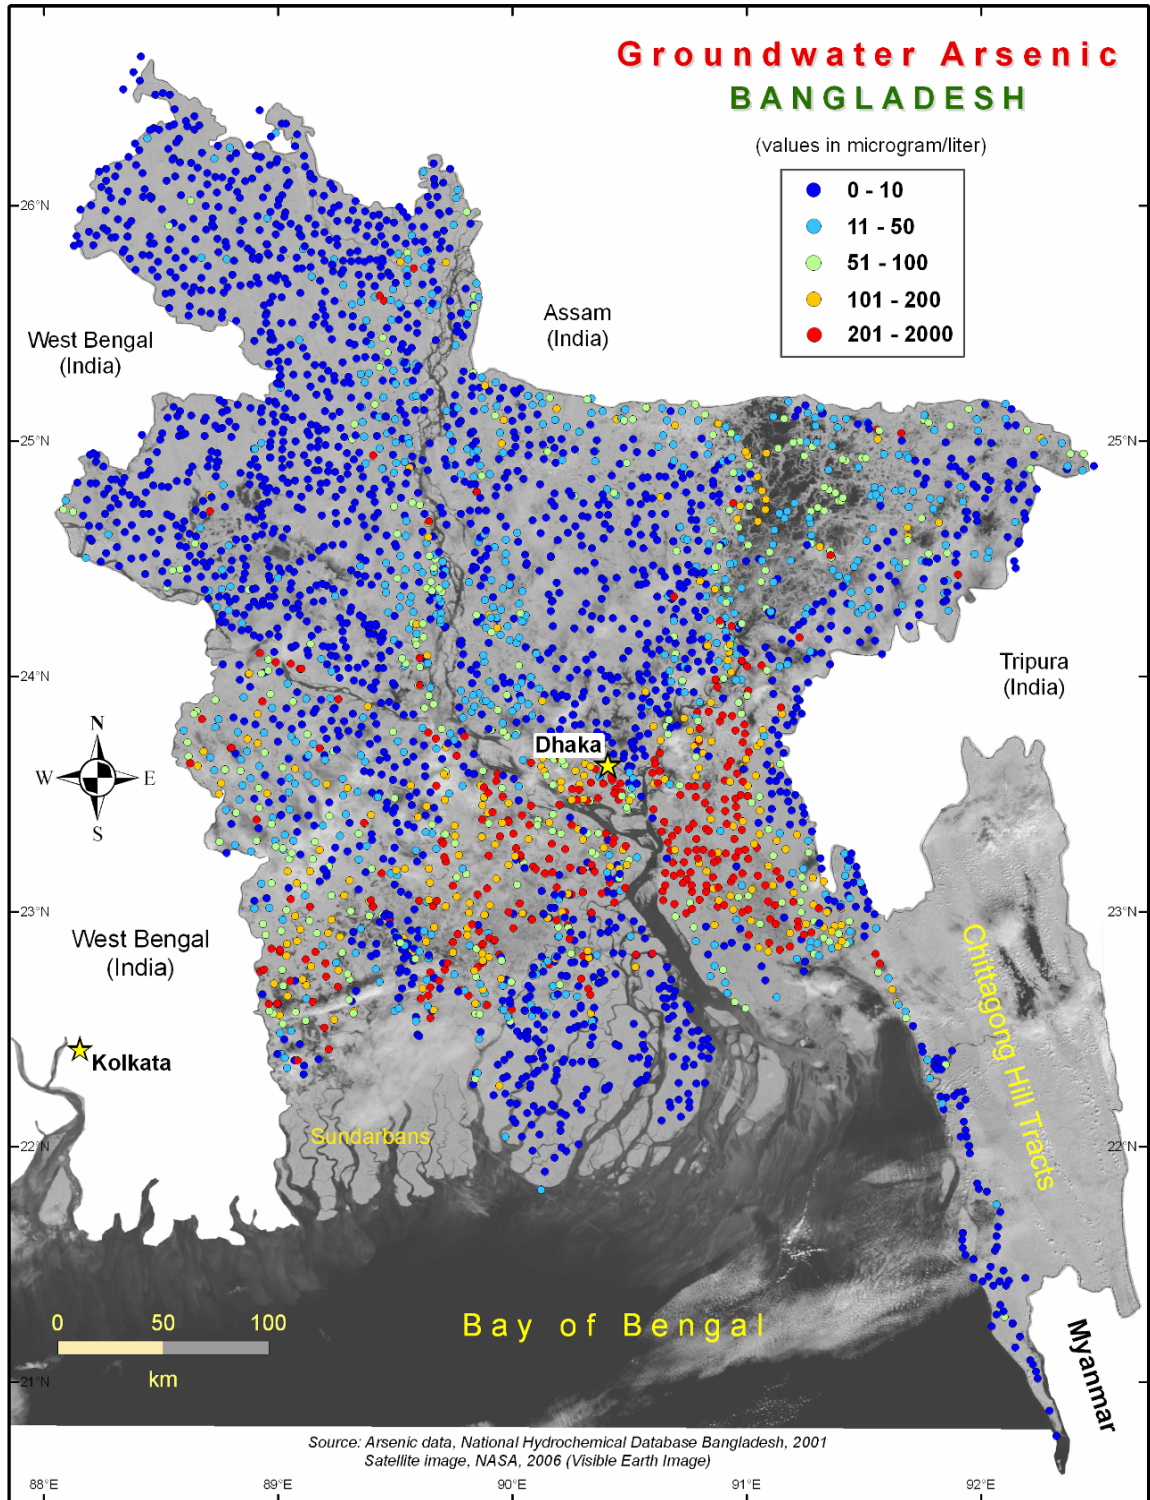 Groundwater Arsenic
BANGLADESH
(values in microgram/liter)
0 - 10
11 - 50
51 - 100
101 - 200
201 - 2000
26°N
West Bengal
(India)
Assam
(India)
25°N
25°N
24°N
Tripura
(India)
Dhaka
N
W
E
S
23°N
23°N
West Bengal
(India)
Chittagong Hill Tracts
Kolkata
Sundarbans
22°N
22°N
0 50 100
km
Bay of Bengal
Myanmar
21°N
Source: Arsenic data, National Hydrochemical Database Bangladesh, 2001
Satellite image, NASA, 2006 (Visible Earth Image)
88°E 89°E 90°E 91°E 92°E